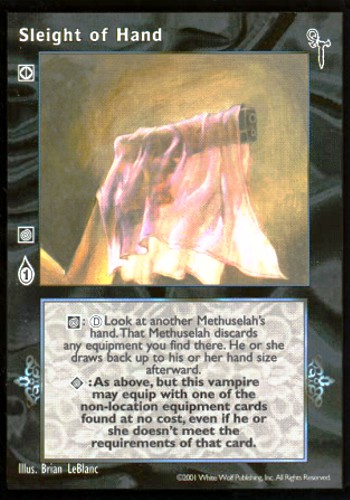 Sleight of Hand
1
: D Look at another Methuselah's
hand. That Methuselah discards
any equipment you find there. He or she
draws back up to his or her hand size
afterward.
:As above, but this vampire
may equip with one of the
non-location equipment cards
found at no cost, even if he or
she doesn't meet the
requirements of that card.
Illus. Brian LeBlanc
©2001 White Wolf Publishing, Inc. All Rights Reserved.